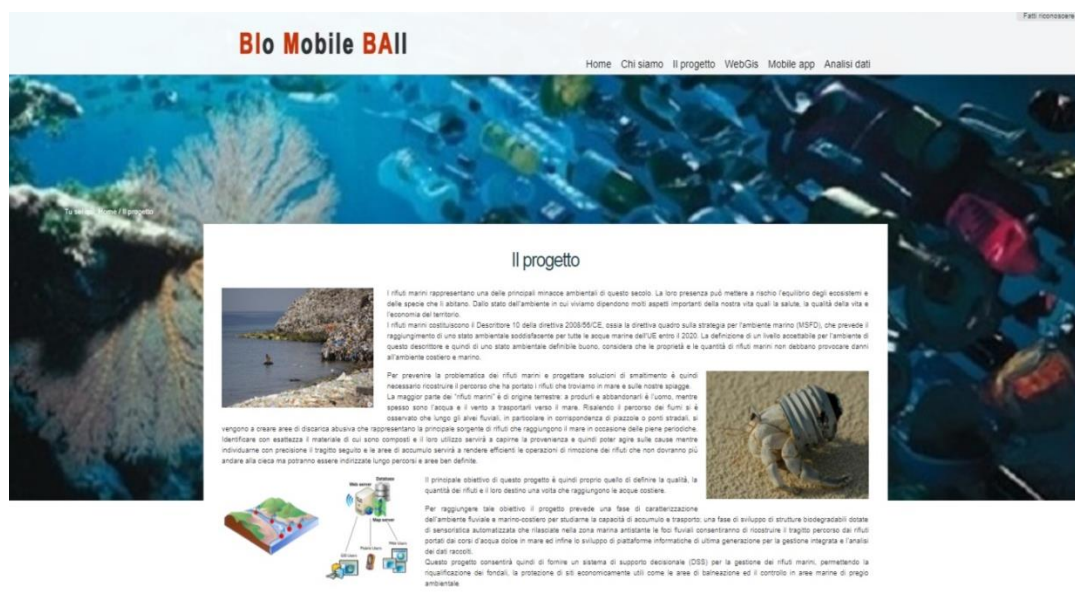 Fatti riconoscere
BIo Mobile BAll
Home Chi siamo Il progetto WebGis Mobile app Analisi dati
Tu sei qui: Home / Il progetto
Il progetto
I rifiuti marini rappresentano una delle principali minacce ambientali di questo secolo. La loro presenza può mettere a rischio l'equilibrio degli ecosistemi e
delle specie che li abitano. Dallo stato dell'ambiente in cui viviamo dipendono molti aspetti importanti della nostra vita quali la salute, la qualità della vita e
l'economia del territorio.
I rifiuti marini costituiscono il Descrittore 10 della direttiva 2008/56/CE, ossia la direttiva quadro sulla strategia per l'ambiente marino (MSFD), che prevede il
raggiungimento di uno stato ambientale soddisfacente per tutte le acque marine dell'UE entro il 2020. La definizione di un livello accettabile per l'ambiente di
questo descrittore e quindi di uno stato ambientale definibile buono, considera che le proprietà e le quantità di rifiuti marini non debbano provocare danni
all'ambiente costiero e marino.
Per prevenire la problematica dei rifiuti marini e progettare soluzioni di smaltimento è quindi
necessario ricostruire il percorso che ha portato i rifiuti che troviamo in mare e sulle nostre spiagge.
La maggior parte dei "rifiuti marini" è di origine terrestre: a produrli e abbandonarli è l'uomo, mentre
spesso sono l'acqua e il vento a trasportarli verso il mare. Risalendo il percorso dei fiumi si è
osservato che lungo gli alvei fluviali, in particolare in corrispondenza di piazzole o ponti stradali, si
vengono a creare aree di discarica abusiva che rappresentano la principale sorgente di rifiuti che raggiungono il mare in occasione delle piene periodiche.
Identificare con esattezza il materiale di cui sono composti e il loro utilizzo servirà a capirne la provenienza e quindi poter agire sulle cause mentre
individuarne con precisione il tragitto seguito e le aree di accumulo servirà a rendere efficienti le operazioni di rimozione dei rifiuti che non dovranno più
andare alla cieca ma potranno essere indirizzate lungo percorsi e aree ben definite.
Il principale obiettivo di questo progetto è quindi proprio quello di definire la qualità, la
quantità dei rifiuti e il loro destino una volta che raggiungono le acque costiere.
Web server
Database
Map server
GIS Users
Mobile Users
Web Users
Per raggiungere tale obiettivo il progetto prevede una fase di caratterizzazione
dell'ambiente fluviale e marino-costiero per studiarne la capacità di accumulo e trasporto; una fase di sviluppo di strutture biodegradabili dotate
di sensoristica automatizzata che rilasciate nella zona marina antistante le foci fluviali consentiranno di ricostruire il tragitto percorso dai rifiuti
portati dai corsi d'acqua dolce in mare ed infine lo sviluppo di piattaforme informatiche di ultima generazione per la gestione integrata e l'analisi
dei dati raccolti.
Questo progetto consentirà quindi di fornire un sistema di supporto decisionale (DSS) per la gestione dei rifiuti marini, permettendo la
riqualificazione dei fondali, la protezione di siti economicamente utili come le aree di balneazione ed il controllo in aree marine di pregio
ambientale.